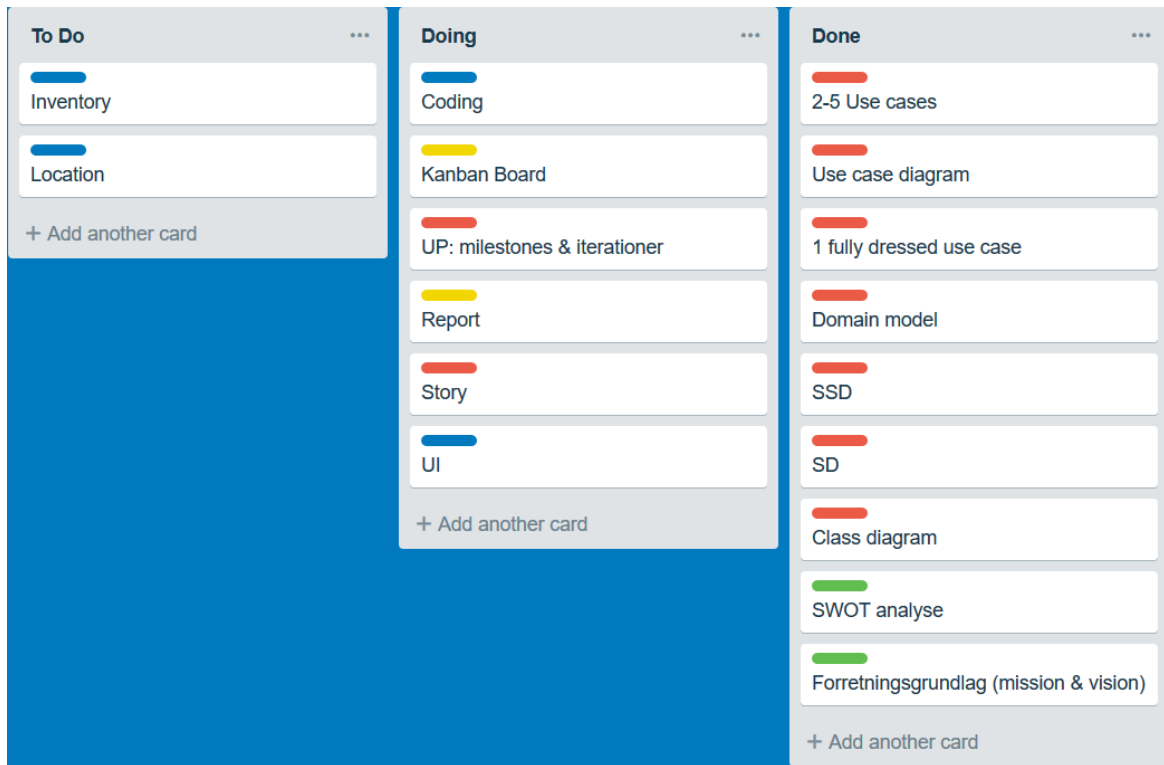 To Do
Inventory
Location
+ Add another card
Doing
Coding
Kanban Board
UP: milestones & iterationer
Report
Story
UI
+ Add another card
Done
2-5 Use cases
Use case diagram
1 fully dressed use case
Domain model
SSD
SD
Class diagram
SWOT analyse
Forretningsgrundlag (mission & vision)
+ Add another card